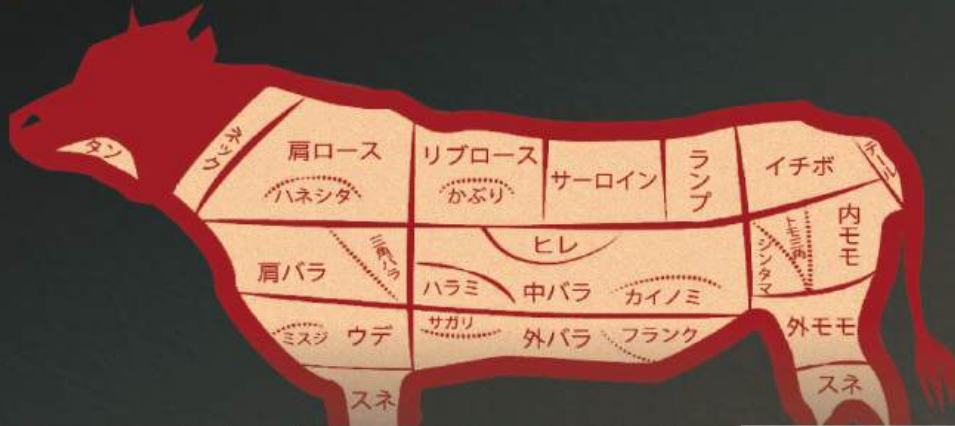 タン
ネック
肩ロース
ハネシタ
リブロース
かぶり
サーロイン
ランプ
イチボ
テール
肩バラ
三角バラ
ヒレ
ハラミ
中バラ
カイノミ
シンタマ
トモ三角
内モモ
ミスジ
ウデ
サガリ
外バラ
フランク
外モモ
スネ
スネ